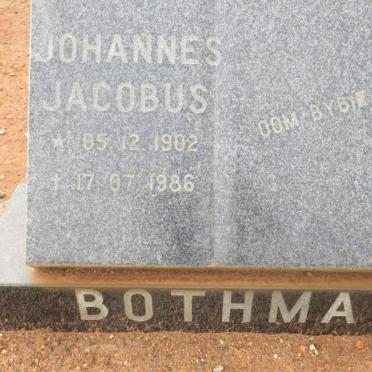 JOHANNES
JACOBUS
* 05.12.1902
† 17.07.1986
OOM BYBIE
BOTHMA